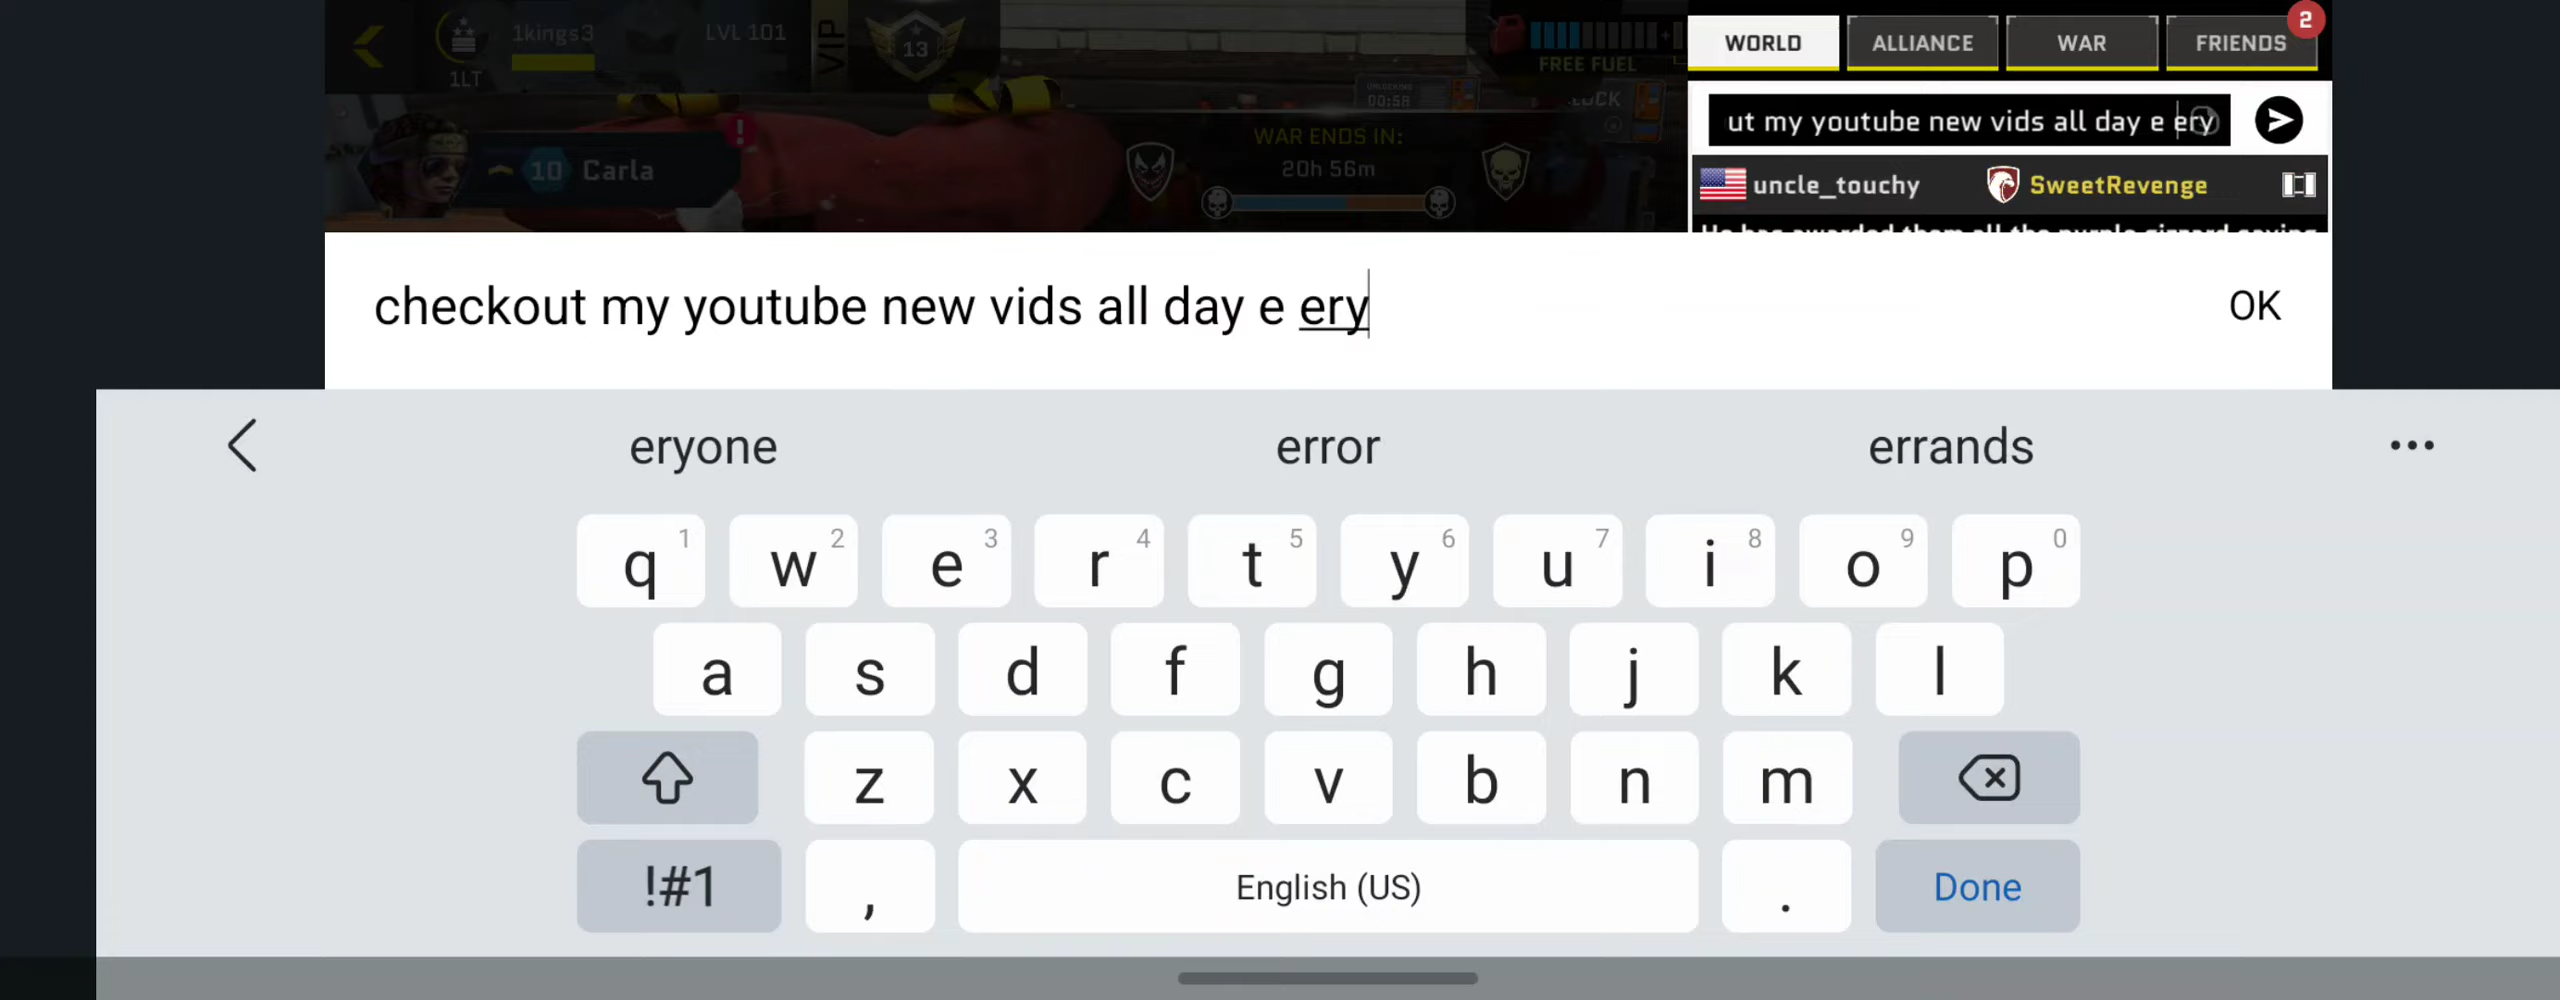 1kings3
LVL 101
VIP
13
1LT
FREE FUEL
WORLD
ALLIANCE
WAR
FRIENDS
2
UNLOCKING
00:58
ut my youtube new vids all day e ery
10 Carla
!
WAR ENDS IN:
20h 56m
uncle_touchy
SweetRevenge
checkout my youtube new vids all day e ery
OK
eryone
error
errands
q 1 w 2 e 3 r 4 t 5 y 6 u 7 i 8 o 9 p 0
a s d f g h j k l
z x c v b n m
!#1 , English (US) . Done